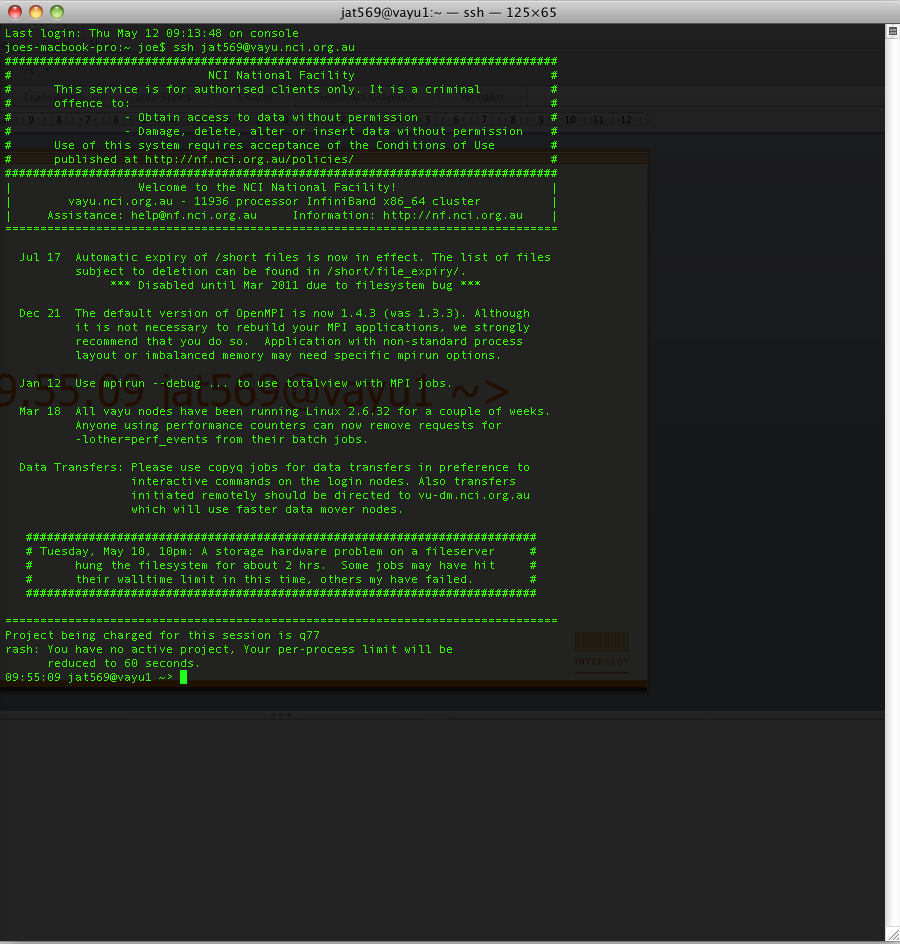 jat569@vayu1:~ — ssh — 125×65
Last login: Thu May 12 09:13:48 on console
joes-macbook-pro:~ joe$ ssh jat569@vayu.nci.org.au
###############################################################################
#                            NCI National Facility                            #
#      This service is for authorised clients only. It is a criminal          #
#      offence to:                                                            #
#                - Obtain access to data without permission                   #
#                - Damage, delete, alter or insert data without permission    #
#      Use of this system requires acceptance of the Conditions of Use        #
#      published at http://nf.nci.org.au/policies/                            #
###############################################################################
|                  Welcome to the NCI National Facility!                      |
|        vayu.nci.org.au - 11936 processor InfiniBand x86_64 cluster          |
|     Assistance: help@nf.nci.org.au     Information: http://nf.nci.org.au    |
===============================================================================
  Jul 17  Automatic expiry of /short files is now in effect. The list of files
          subject to deletion can be found in /short/file_expiry/.
               *** Disabled until Mar 2011 due to filesystem bug ***
  Dec 21  The default version of OpenMPI is now 1.4.3 (was 1.3.3). Although
          it is not necessary to rebuild your MPI applications, we strongly
          recommend that you do so.  Application with non-standard process
          layout or imbalanced memory may need specific mpirun options.
  Jan 12  Use mpirun --debug ... to use totalview with MPI jobs.
9:55:09 jat569@vayu1 ~>
  Mar 18  All vayu nodes have been running Linux 2.6.32 for a couple of weeks.
          Anyone using performance counters can now remove requests for
          -lother=perf_events from their batch jobs.
  Data Transfers: Please use copyq jobs for data transfers in preference to
                  interactive commands on the login nodes. Also transfers
                  initiated remotely should be directed to vu-dm.nci.org.au
                  which will use faster data mover nodes.
   #########################################################################
   # Tuesday, May 10, 10pm: A storage hardware problem on a fileserver     #
   #      hung the filesystem for about 2 hrs.  Some jobs may have hit     #
   #      their walltime limit in this time, others my have failed.        #
   #########################################################################
===============================================================================
Project being charged for this session is q77
rash: You have no active project, Your per-process limit will be
      reduced to 60 seconds.
INTERSECT
09:55:09 jat569@vayu1 ~>